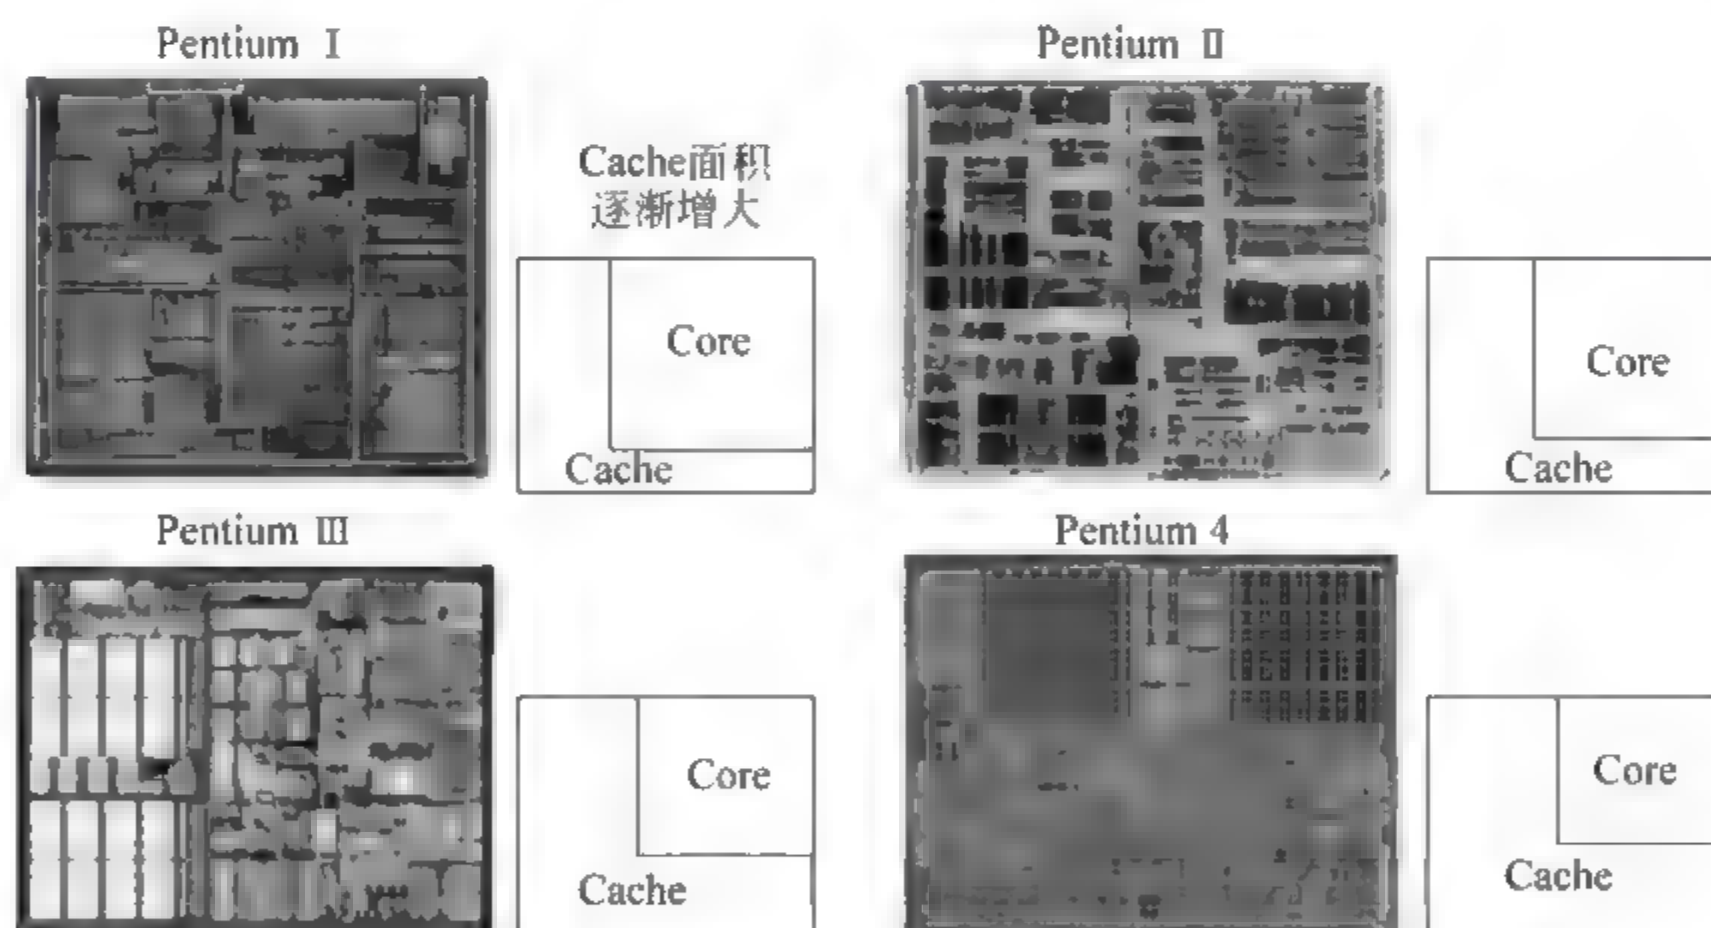 Pentium Ⅰ
Pentium Ⅱ
Cache面积
逐渐增大
Core
Cache
Core
Cache
Pentium Ⅲ
Pentium 4
Core
Cache
Core
Cache